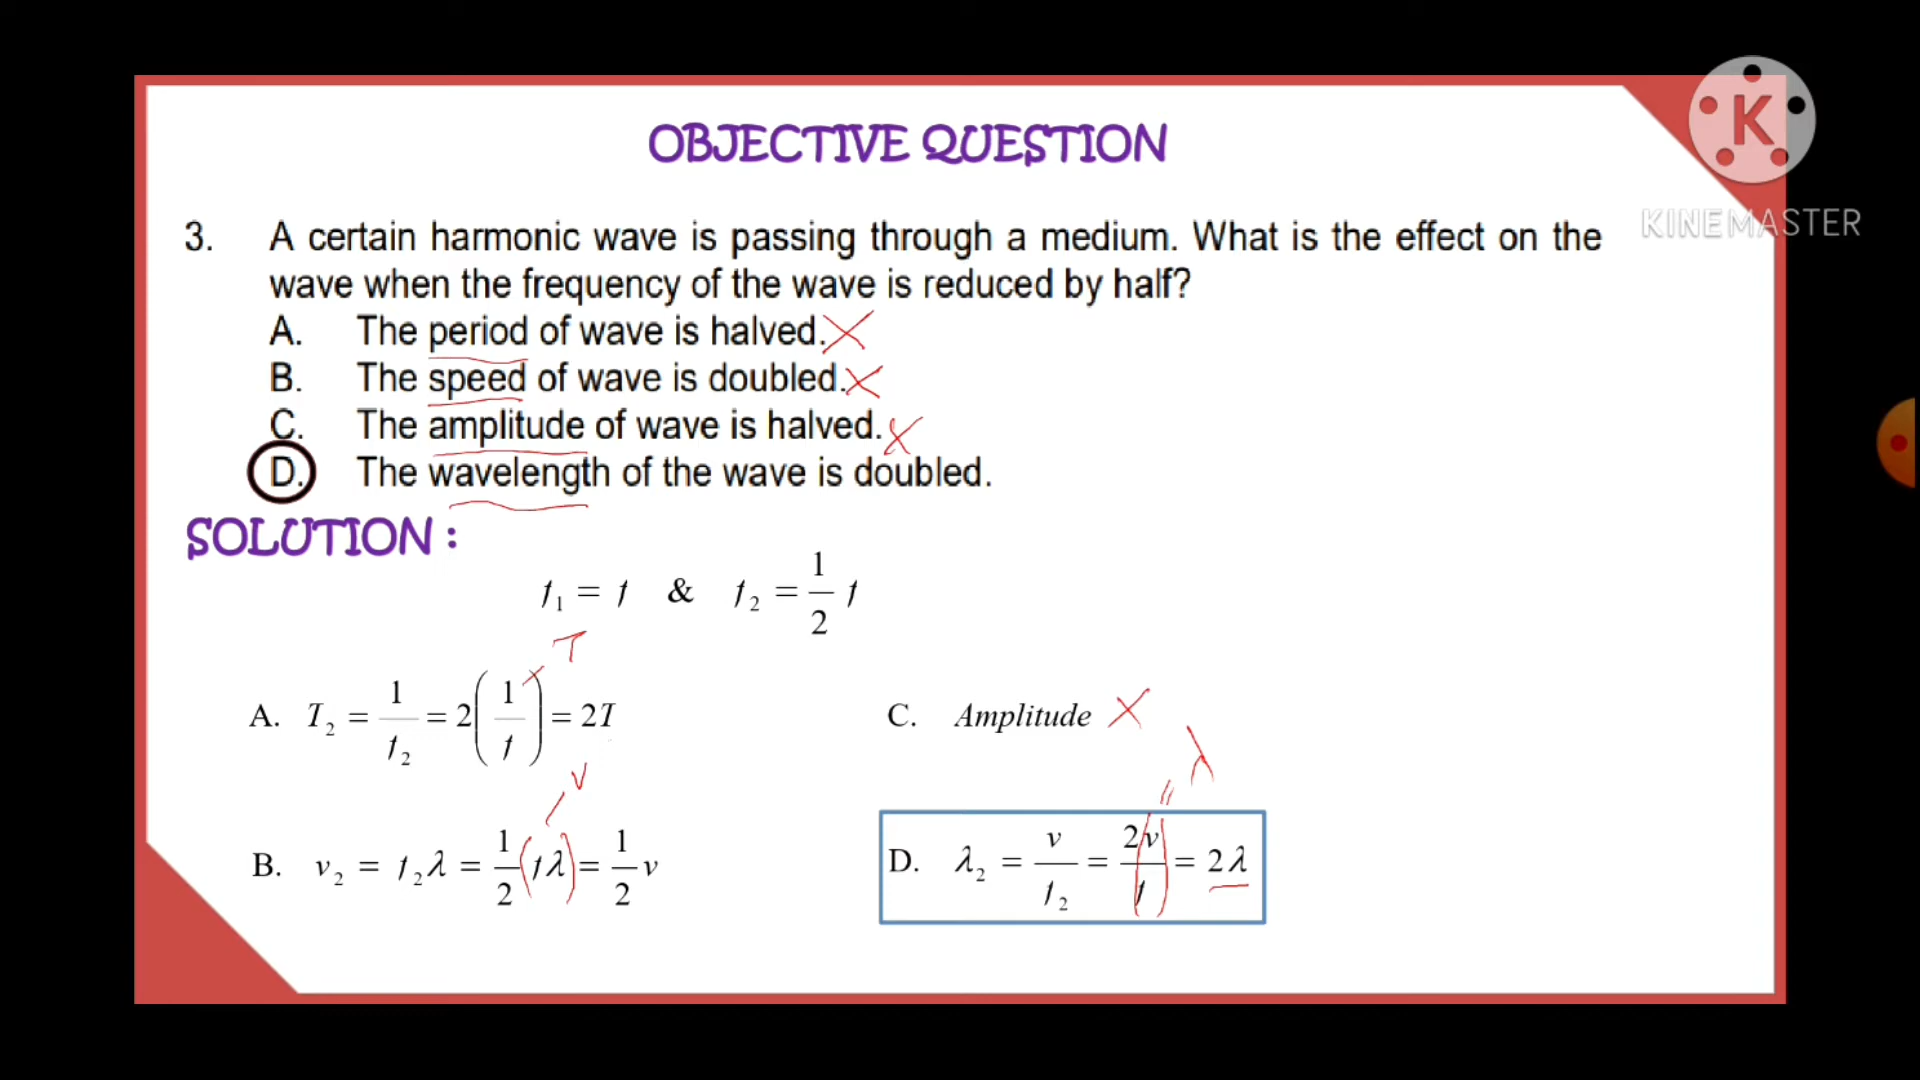 K
KINEMASTER
OBJECTIVE QUESTION
3. A certain harmonic wave is passing through a medium. What is the effect on the
wave when the frequency of the wave is reduced by half?
A. The period of wave is halved.
B. The speed of wave is doubled.
C. The amplitude of wave is halved.
D. The wavelength of the wave is doubled.
SOLUTION :
f₁ = f & f₂ = 1/2 f
T
A. T₂ = 1/f₂ = 2(1/f) = 2T
C. Amplitude X
v
λ
=
B. v₂ = f₂λ = 1/2 (fλ) = 1/2 v
D. λ₂ = v/f₂ = 2v/f = 2λ